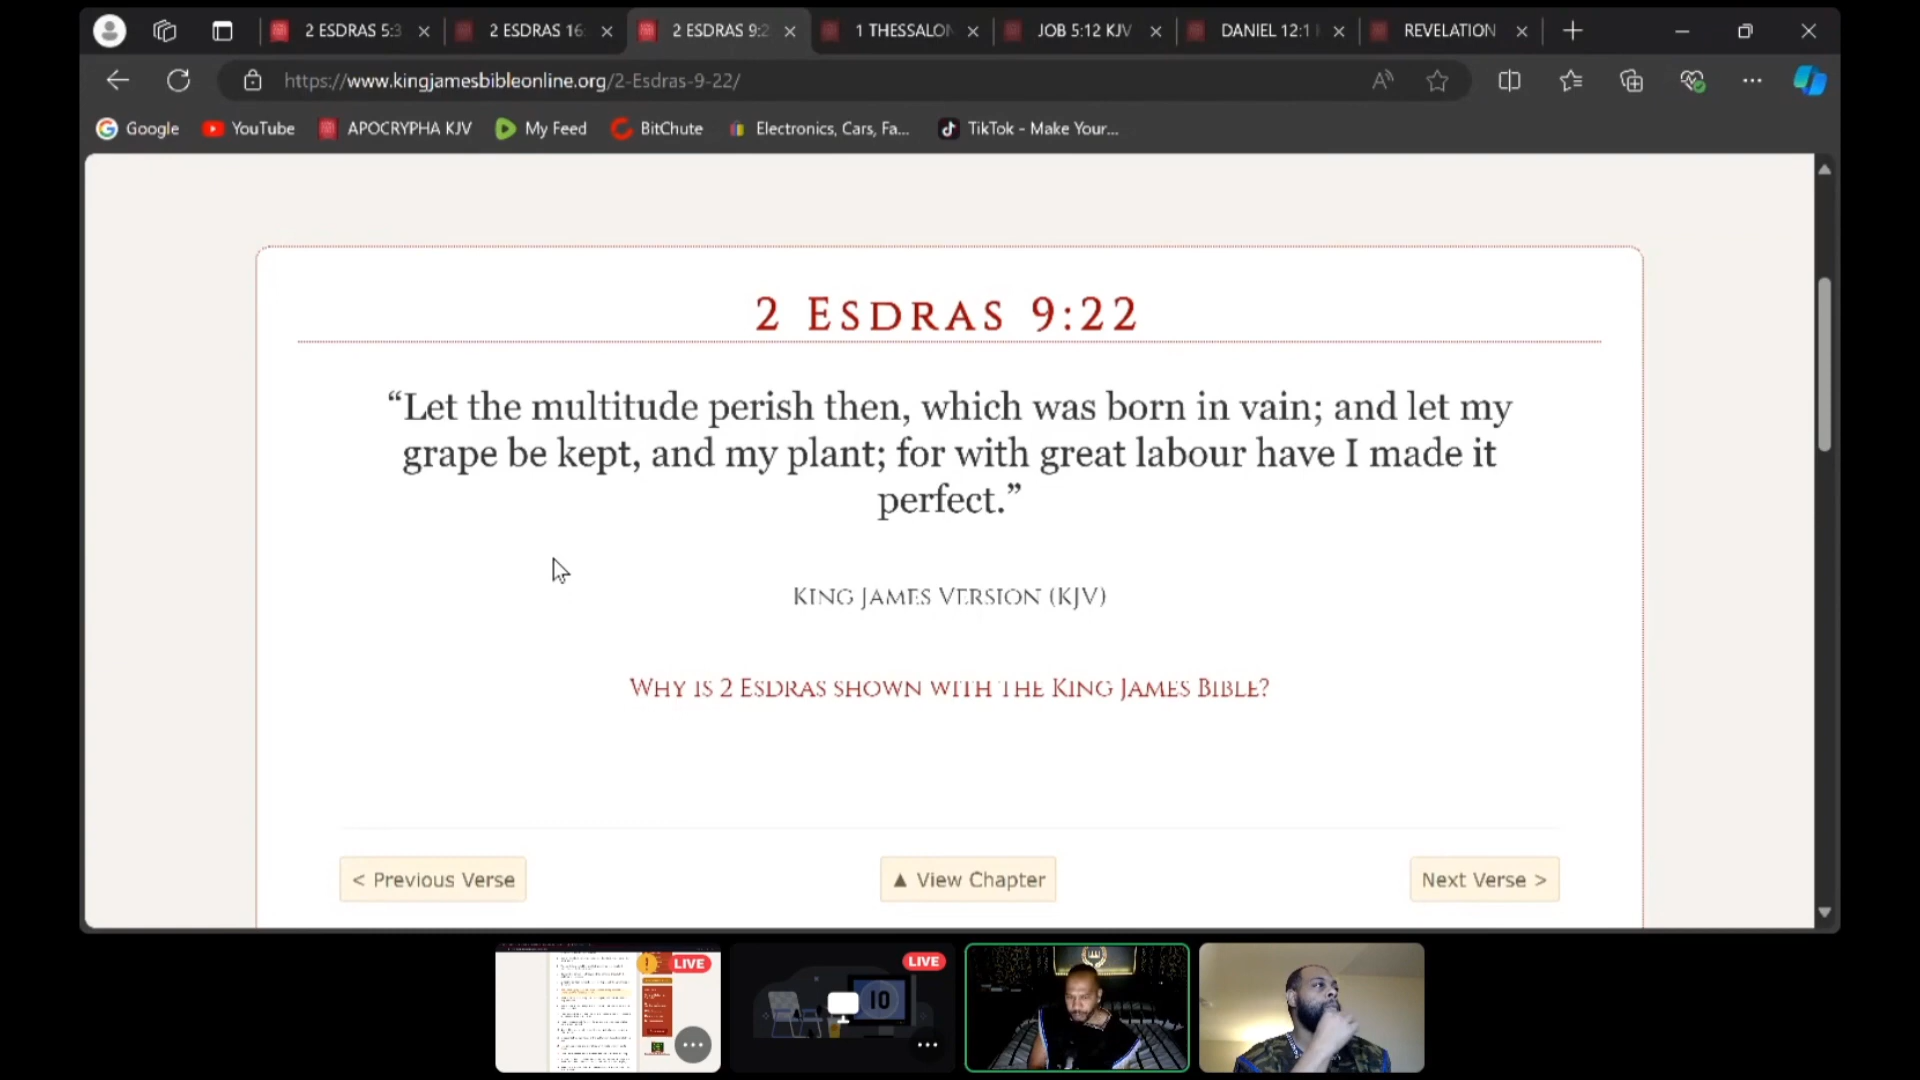 2 ESDRAS 5:3
2 ESDRAS 16:
2 ESDRAS 9:2
1 THESSALON
JOB 5:12 KJV
DANIEL 12:1
REVELATION
https://www.kingjamesbibleonline.org/2-Esdras-9-22/
Google
YouTube
APOCRYPHA KJV
My Feed
BitChute
Electronics, Cars, Fa...
TikTok - Make Your...
2 ESDRAS 9:22
“Let the multitude perish then, which was born in vain; and let my
grape be kept, and my plant; for with great labour have I made it
perfect.”
KING JAMES VERSION (KJV)
WHY IS 2 ESDRAS SHOWN WITH THE KING JAMES BIBLE?
< Previous Verse
▲ View Chapter
Next Verse >
LIVE
LIVE
10